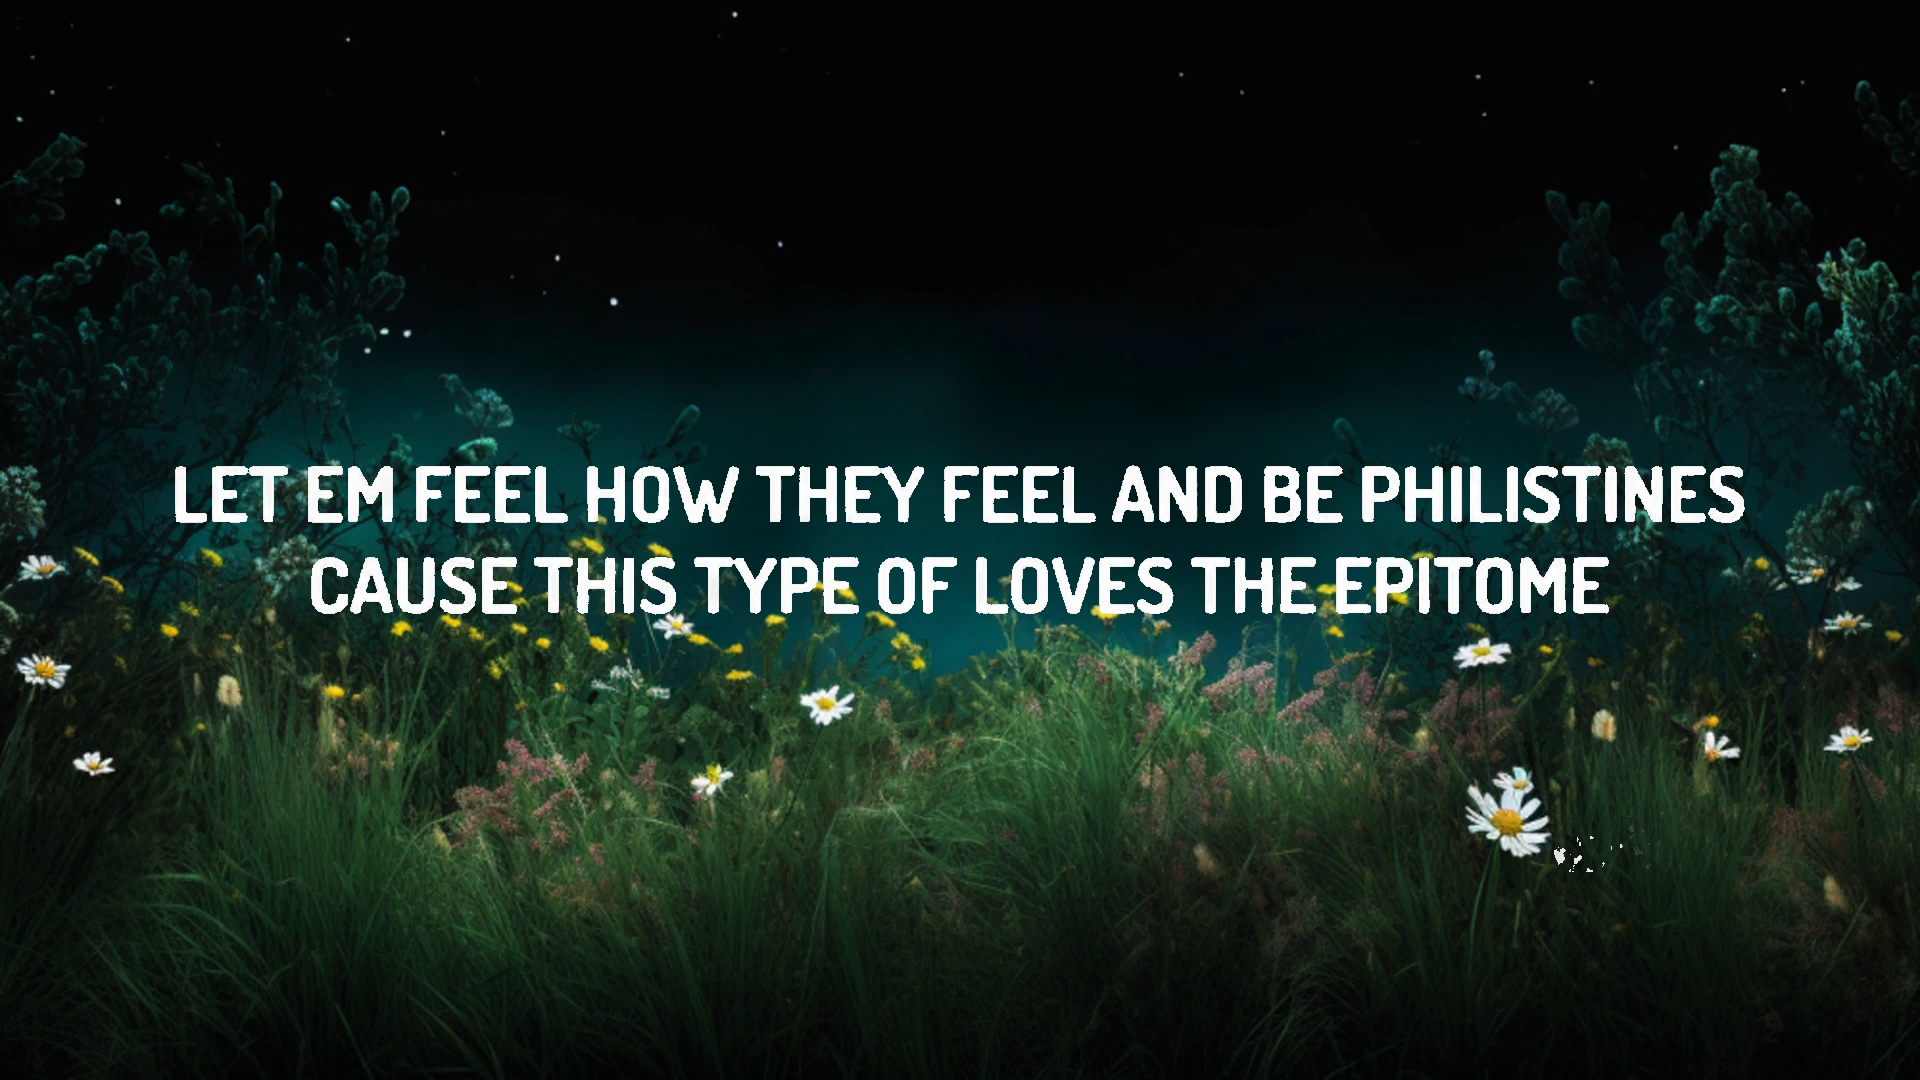 LET EM FEEL HOW THEY FEEL AND BE PHILISTINES
CAUSE THIS TYPE OF LOVES THE EPITOME